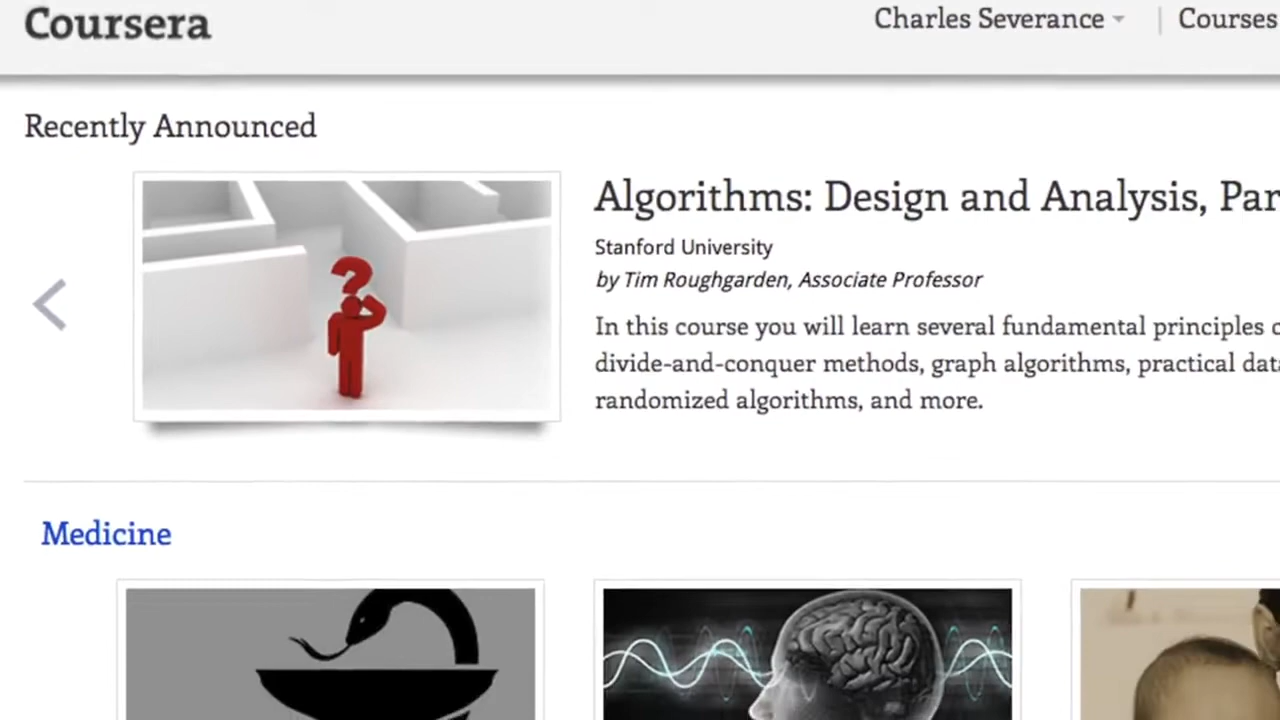 Coursera
Charles Severance
Courses
Recently Announced
Algorithms: Design and Analysis, Par
Stanford University
by Tim Roughgarden, Associate Professor
In this course you will learn several fundamental principles
divide-and-conquer methods, graph algorithms, practical
randomized algorithms, and more.
Medicine